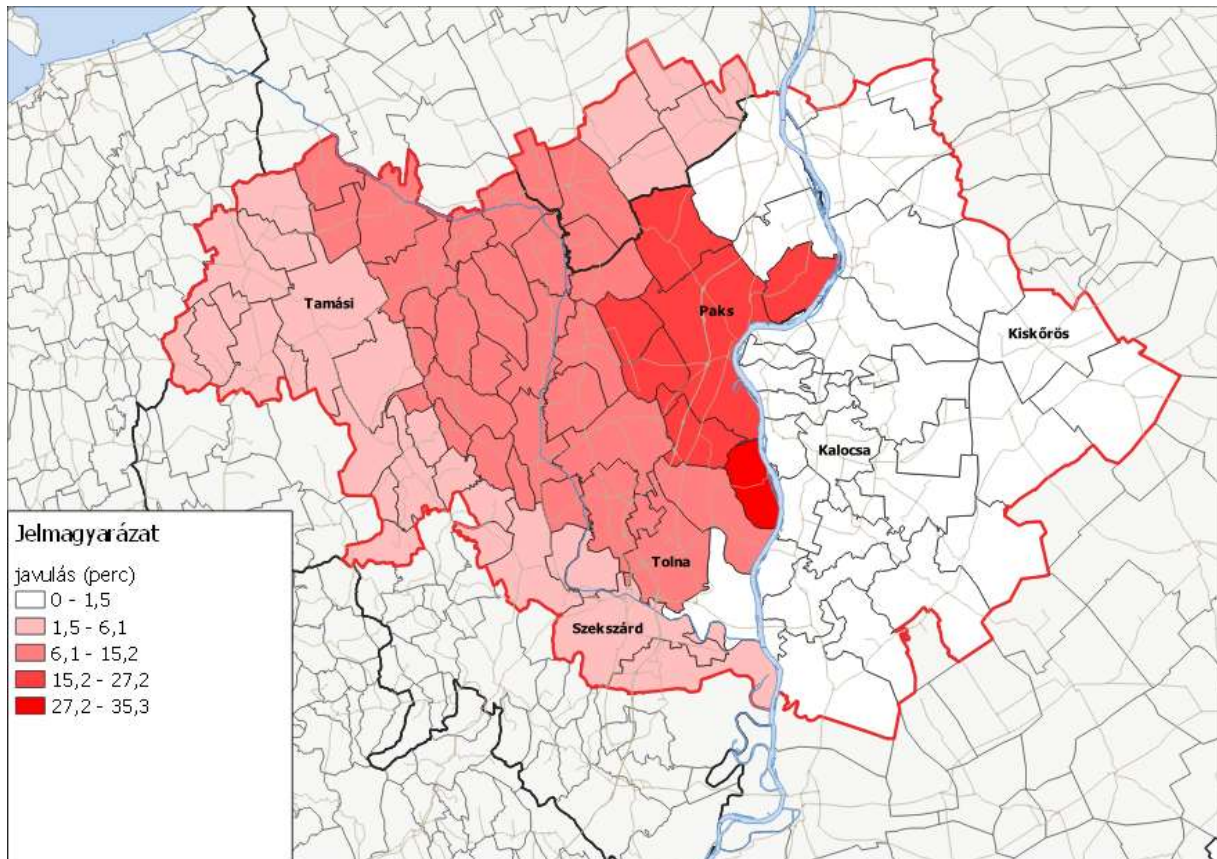 Tamási
Paks
Kiskőrös
Kalocsa
Tolna
Szekszárd
Jelmagyarázat
javulás (perc)
0 - 1,5
1,5 - 6,1
6,1 - 15,2
15,2 - 27,2
27,2 - 35,3